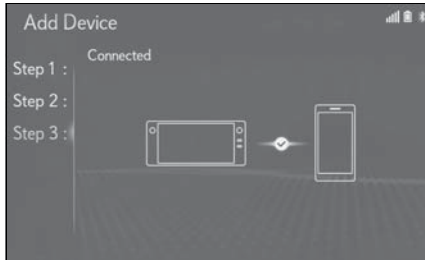 Add Device
Connected
Step 1 :
Step 2 :
Step 3 :